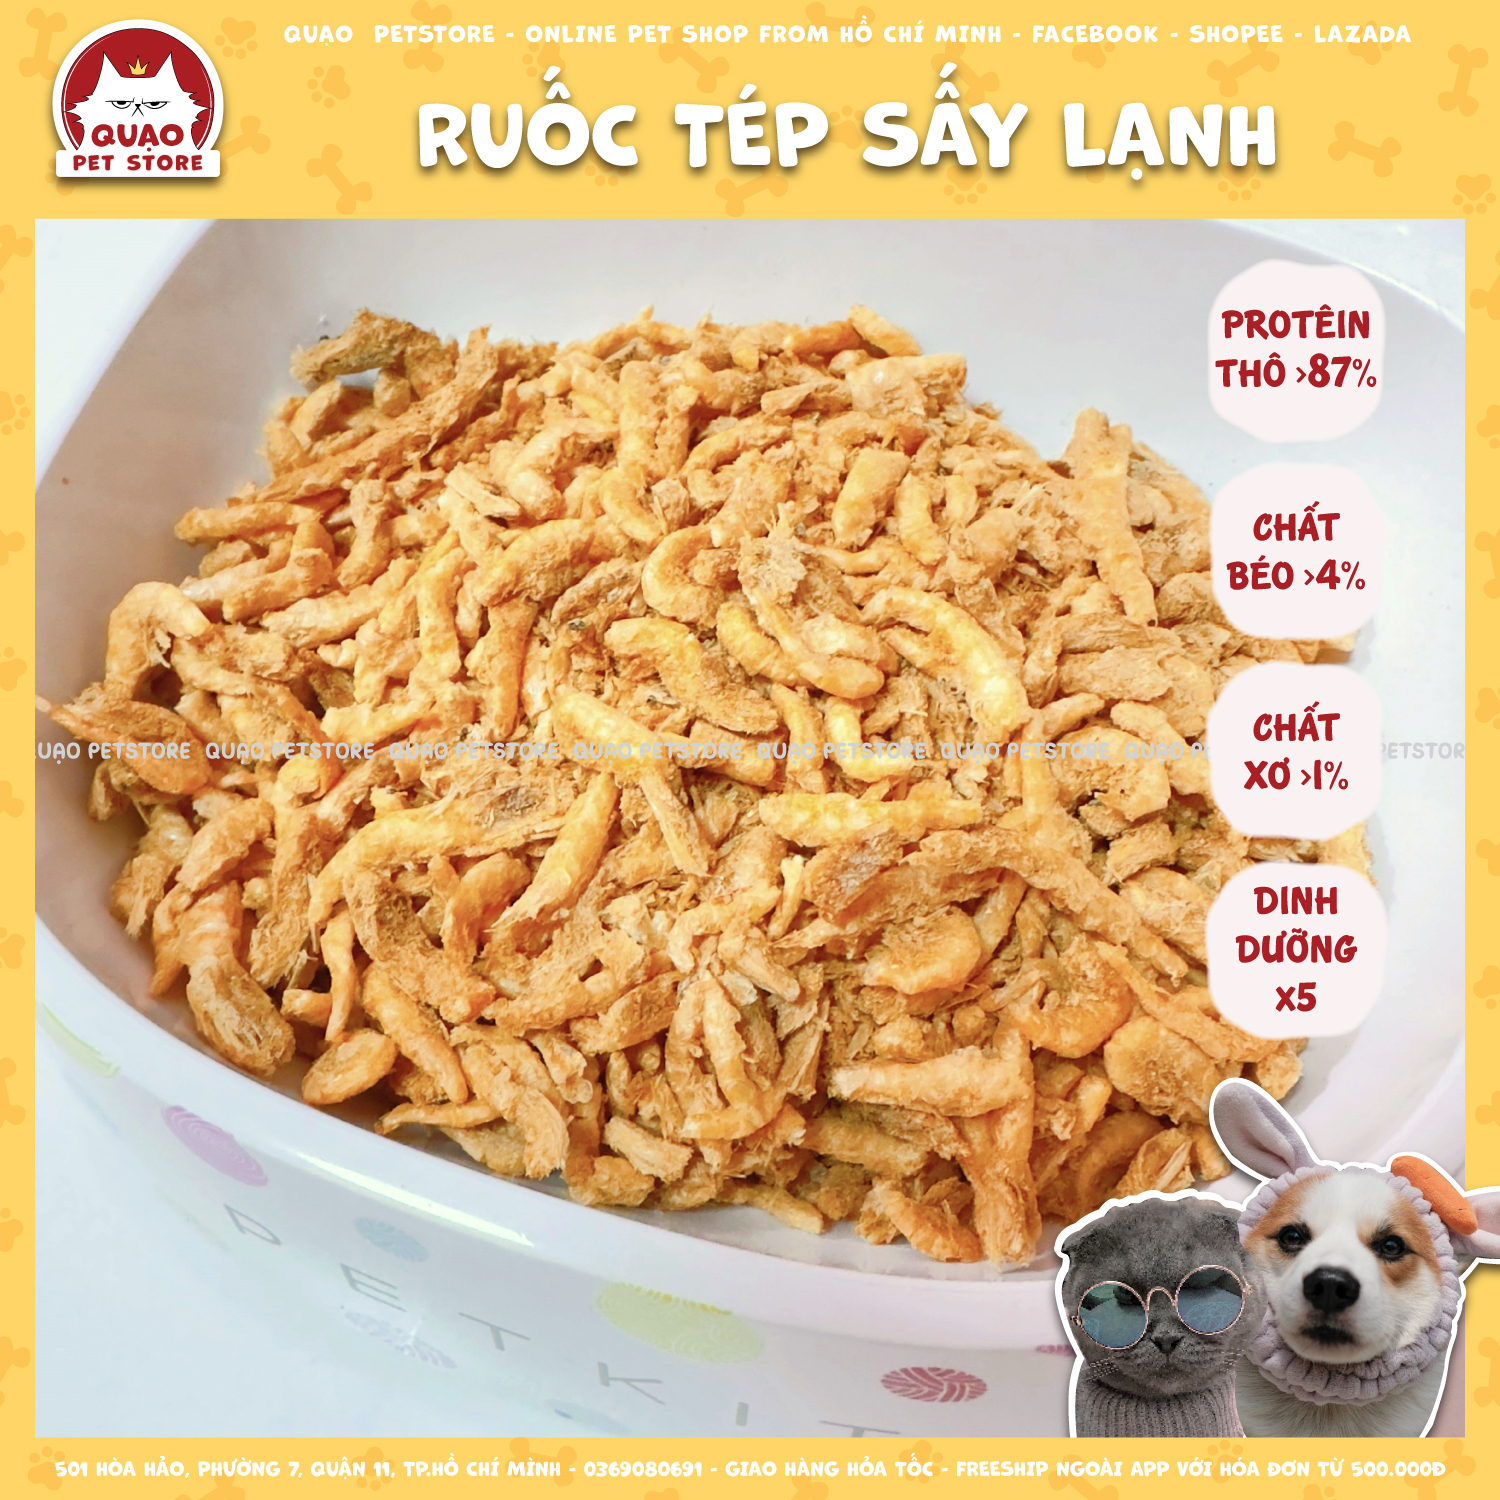 QUẠO PETSTORE - ONLINE PET SHOP FROM HỒ CHÍ MINH - FACEBOOK - SHOPEE - LAZADA
QUẠO
PET STORE
RUỐC TÉP SẤY LẠNH
PROTÊIN
THÔ >87%
CHẤT
BÉO >4%
CHẤT
XƠ >1%
DINH
DƯỠNG
X5
QUẠO PETSTORE QUẠO PETSTORE QUẠO PETSTORE QUẠO PETSTORE QUẠO PETSTORE QUẠO PETSTORE QUẠO PETSTOR
PETKIT
501 HÒA HẢO, PHƯỜNG 7, QUẬN 11, TP.HỒ CHÍ MÌNH - 0369080691 - GIAO HÀNG HỎA TỐC - FREESHIP NGOÀI APP VỚI HÓA ĐƠN TỪ 500.000Đ